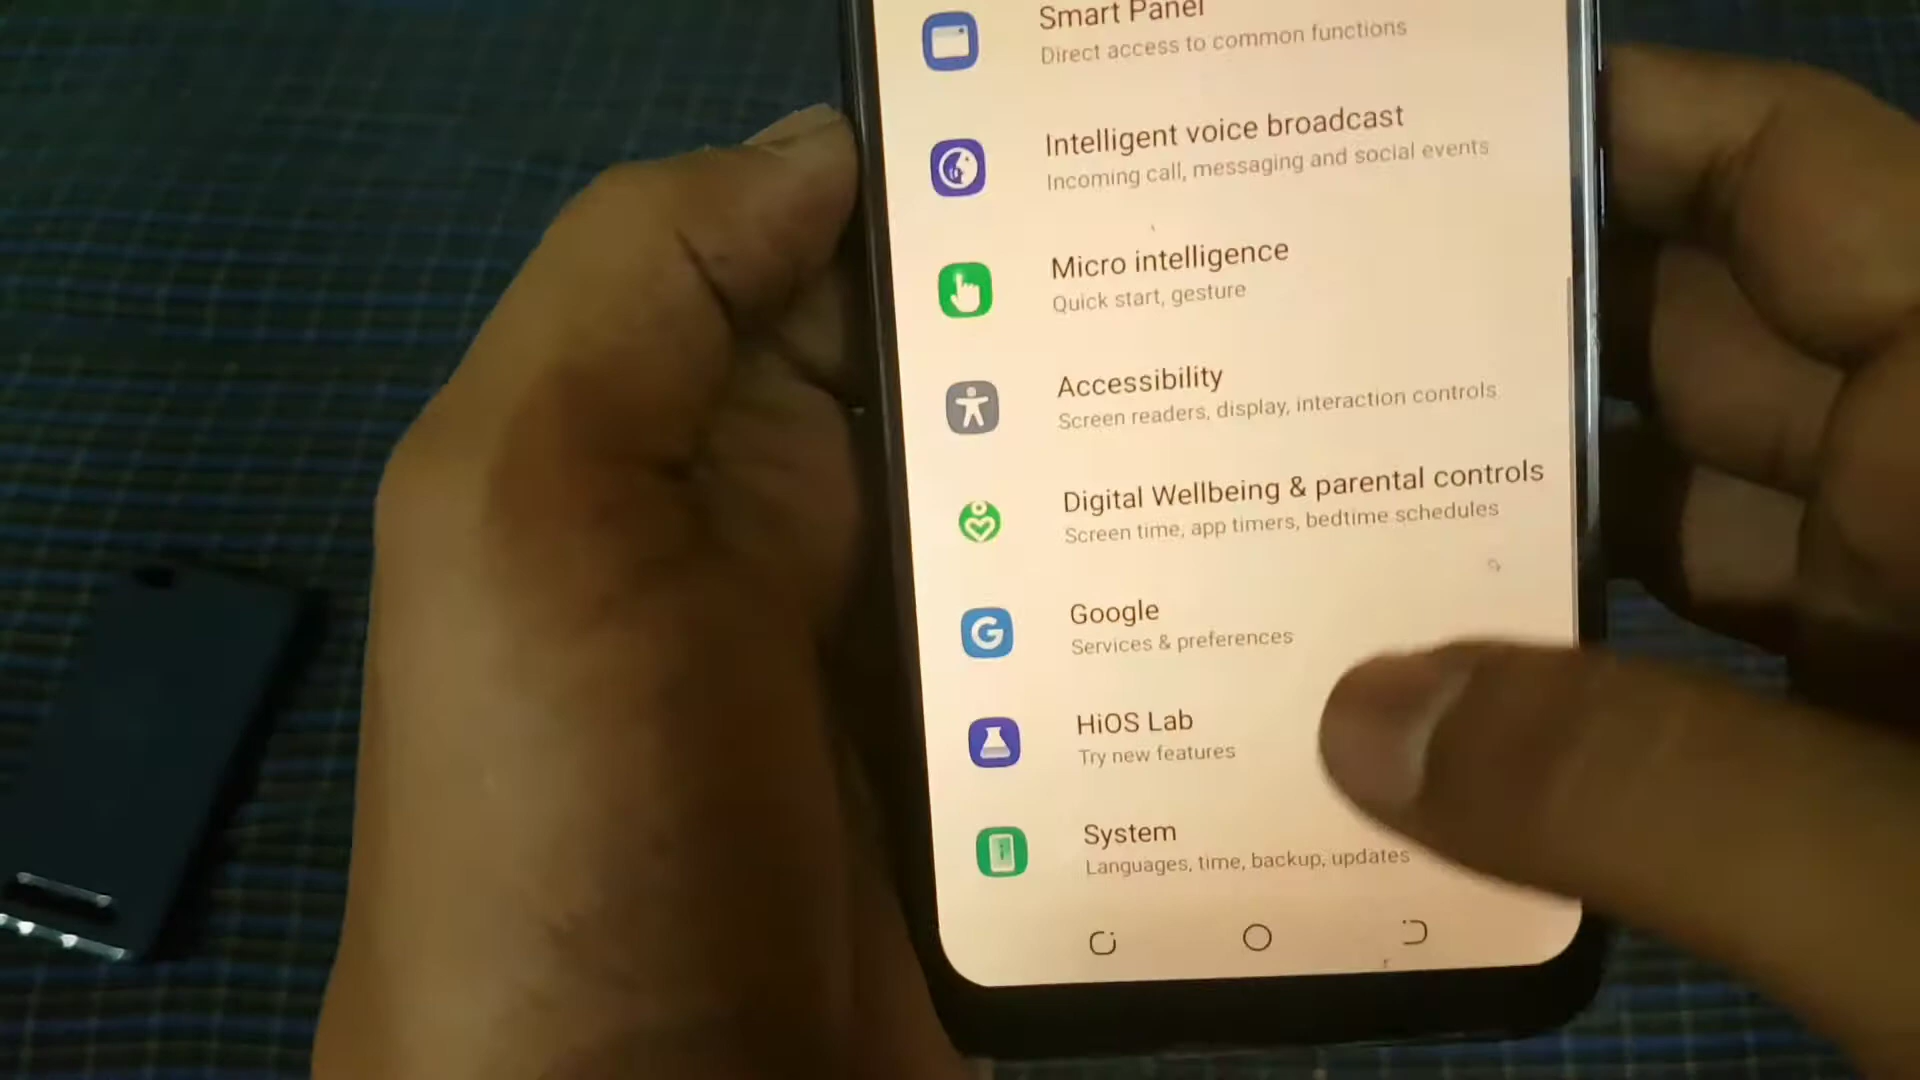 Smart Panel
Direct access to common functions
Intelligent voice broadcast
Incoming call, messaging and social events
Micro intelligence
Quick start, gesture
Accessibility
Screen readers, display, interaction controls
Digital Wellbeing & parental controls
Screen time, app timers, bedtime schedules
Google
Services & preferences
HiOS Lab
Try new features
System
Languages, time, backup, updates